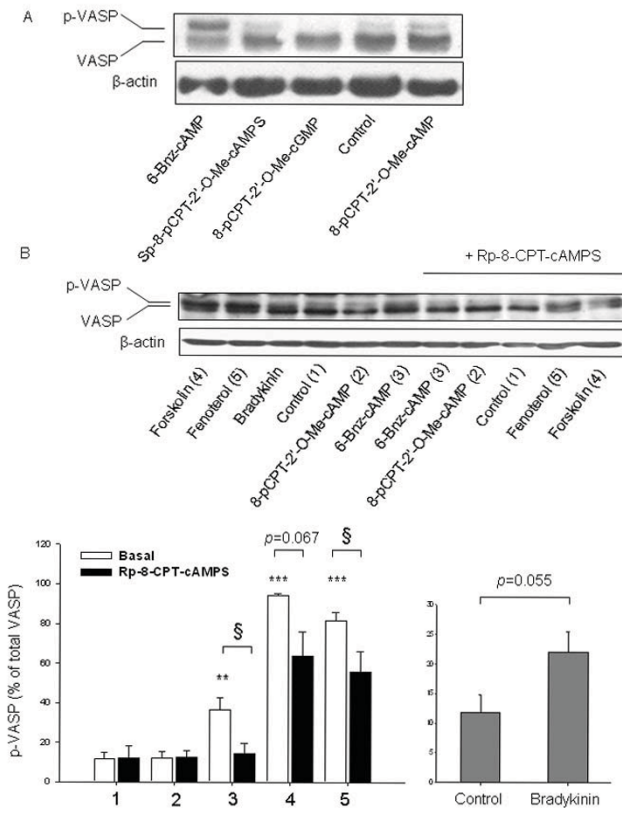 A
p-VASP
VASP
β-actin
6-Bnz-cAMP
Sp-8-pCPT-2'-O-Me-cAMPS
8-pCPT-2'-O-Me-cGMP
Control
8-pCPT-2'-O-Me-cAMP
B
+ Rp-8-CPT-cAMPS
p-VASP
VASP
β-actin
Forskolin (4)
Fenoterol (5)
Bradykinin
Control (1)
8-pCPT-2'-O-Me-cAMP (2)
6-Bnz-cAMP (3)
6-Bnz-cAMP (3)
8-pCPT-2'-O-Me-cAMP (2)
Control (1)
Fenoterol (5)
Forskolin (4)
p-VASP (% of total VASP)
120
100
80
60
40
20
0
Basal
Rp-8-CPT-cAMPS
p=0.067
§
*** ***
§
**
1 2 3 4 5
p=0.055
30
25
20
15
10
5
0
Control Bradykinin